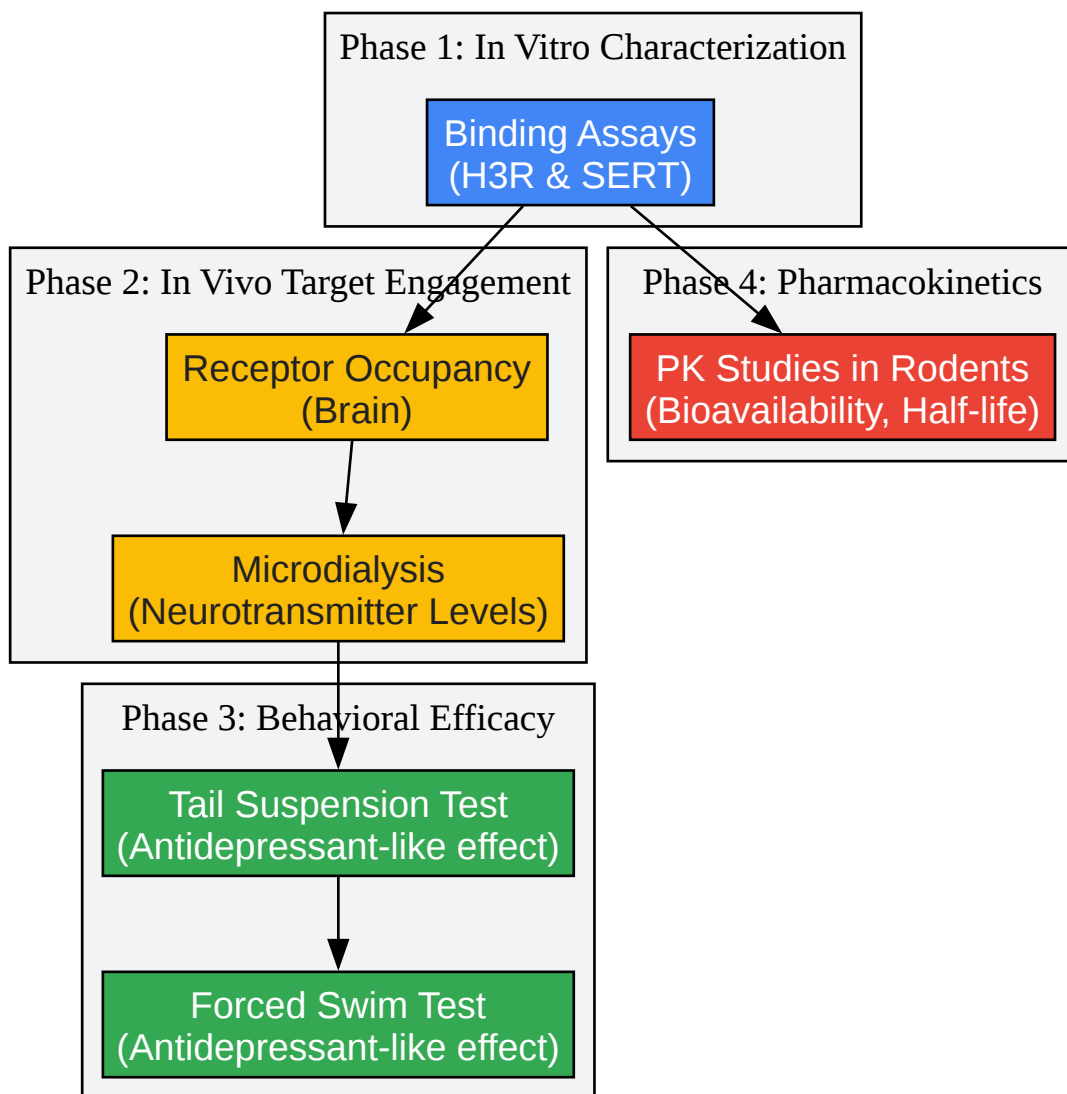 Phase 1: In Vitro Characterization
Binding Assays
(H3R & SERT)
Phase 2: In Vivo Target Engagement
Receptor Occupancy
(Brain)
Microdialysis
(Neurotransmitter Levels)
Phase 4: Pharmacokinetics
PK Studies in Rodents
(Bioavailability, Half-life)
Phase 3: Behavioral Efficacy
Tail Suspension Test
(Antidepressant-like effect)
Forced Swim Test
(Antidepressant-like effect)